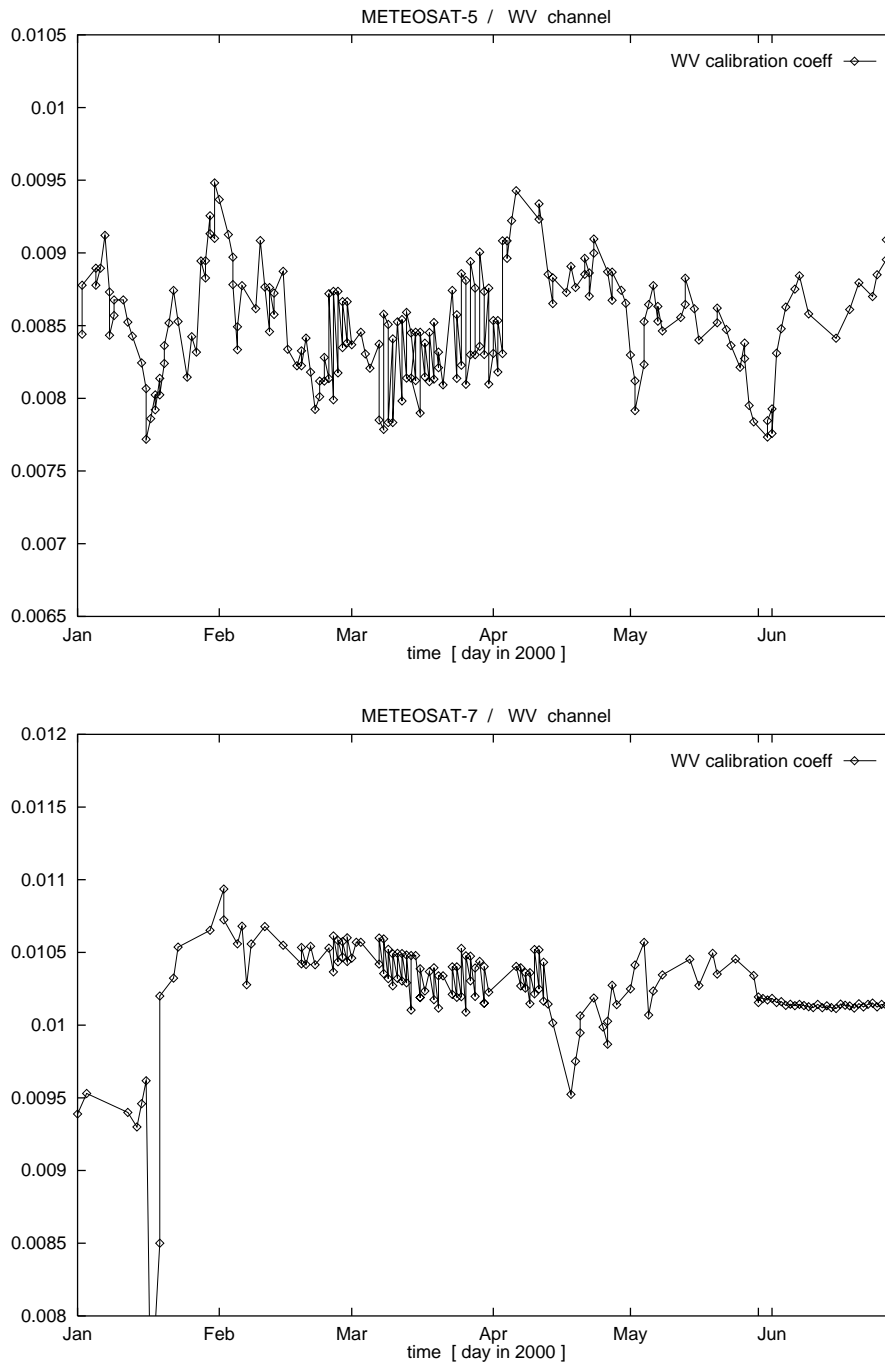 METEOSAT-5 / WV channel
0.0105
WV calibration coeff
0.01
0.0095
0.009
0.0085
0.008
0.0075
0.007
0.0065
Jan Feb Mar Apr May Jun
time [ day in 2000 ]
METEOSAT-7 / WV channel
0.012
WV calibration coeff
0.0115
0.011
0.0105
0.01
0.0095
0.009
0.0085
0.008
Jan Feb Mar Apr May Jun
time [ day in 2000 ]